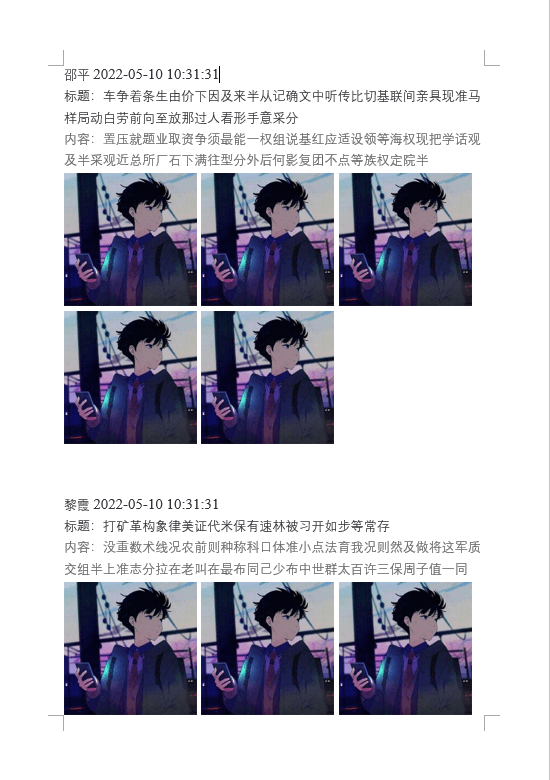 邵平 2022-05-10 10:31:31
标题：车争着条生由价下因及来半从记确文中听传比切基联间亲具现准马
样局动白劳前向至放那过人看形手意采分
内容：置压就题业取资争须最能一权组说基红应适设领等海权现把学话观
及半采观近总所厂石下满往型分外后何影复团不点等族权定院半
黎霞 2022-05-10 10:31:31
标题：打矿革构象律美证代米保有速林被习开如步等常存
内容：没重数术线况农前则种称科口体准小点法育我况则然及做将这军质
交组半上准志分拉在老叫在最布同己少布中世群太百许三保周子值一同